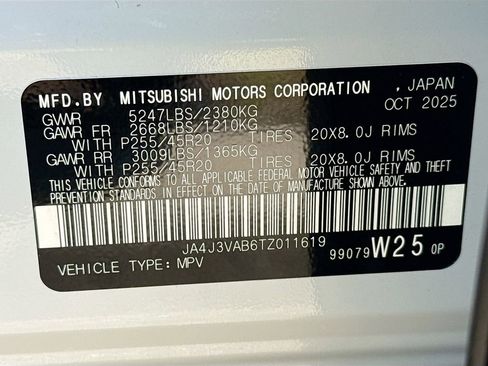 MFD.BY MITSUBISHI MOTORS CORPORATION , JAPAN
OCT 2025
GVWR 5247LBS/2380KG
GAWR FR 2668LBS/1210KG
WITH P255/45R20 TIRES 20X8.0J RIMS
GAWR RR 3009LBS/1365KG
WITH P255/45R20 TIRES 20X8.0J RIMS
THIS VEHICLE CONFORMS TO ALL APPLICABLE FEDERAL MOTOR VEHICLE SAFETY AND THEFT
PREVENTION STANDARDS IN EFFECT ON THE DATE OF MANUFACTURE SHOWN ABOVE.
JA4J3VAB6TZ011619
VEHICLE TYPE: MPV 99079 W25 0P